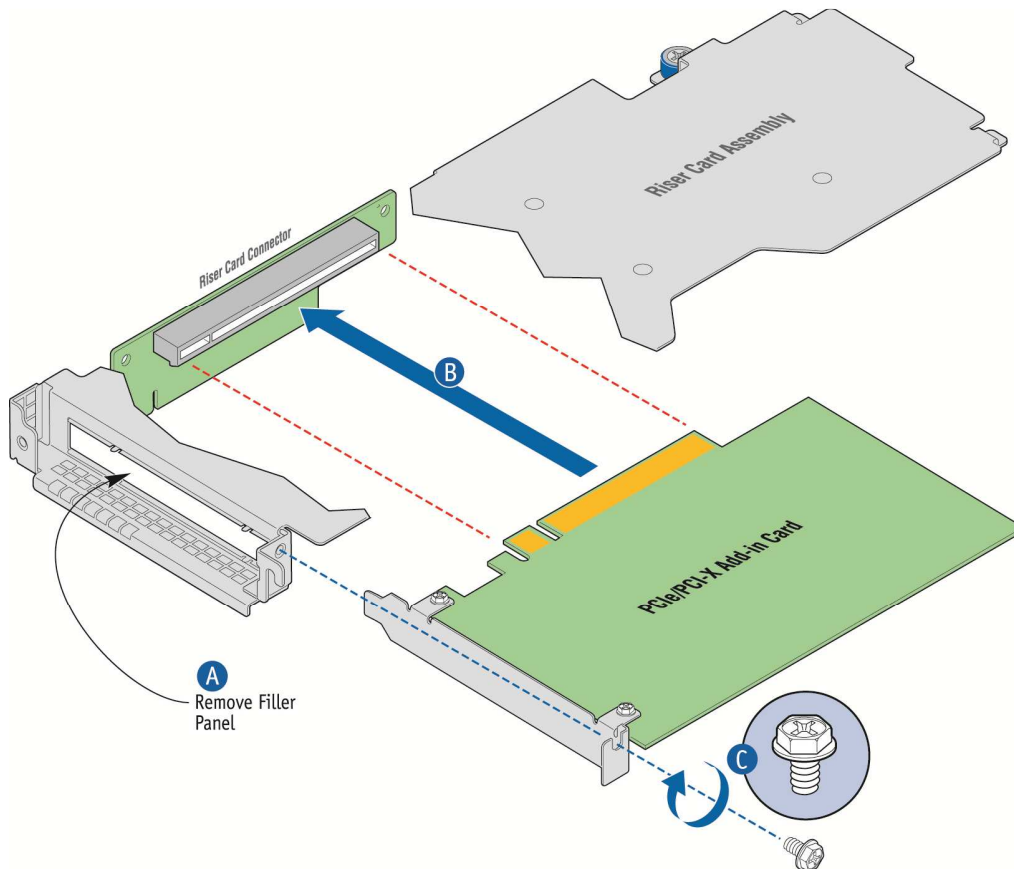 Riser Card Assembly
Riser Card Connector
B
PCIe/PCI-X Add-in Card
A
Remove Filler
Panel
C